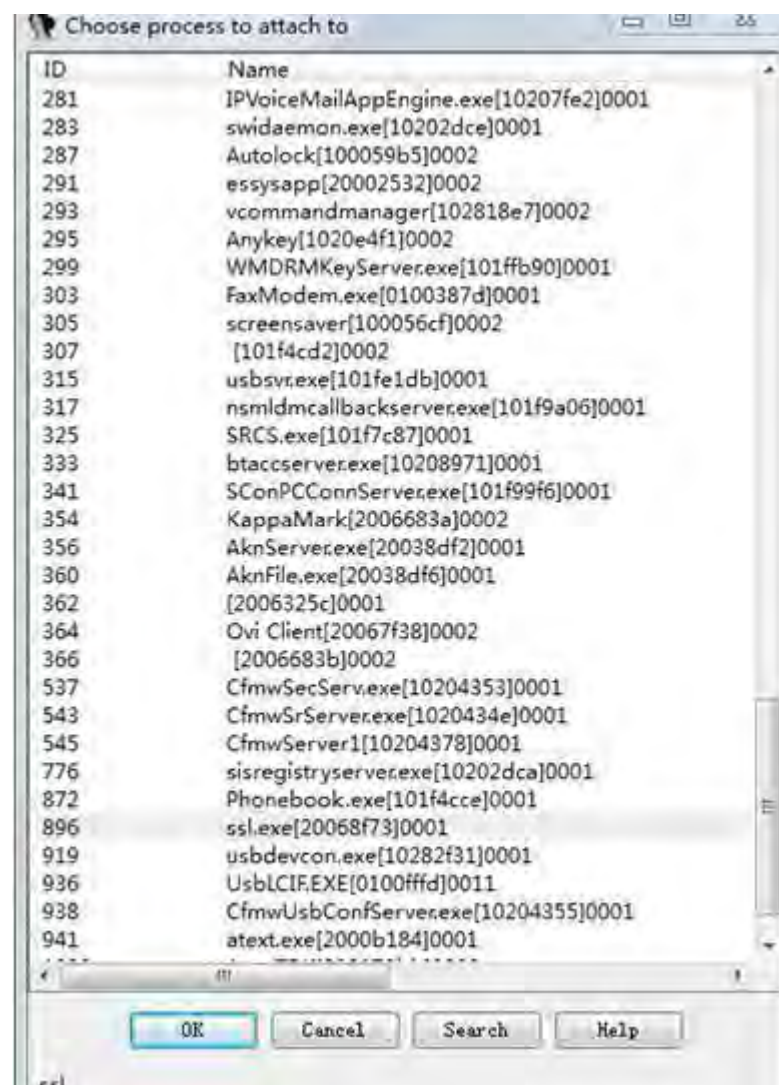 Choose process to attach to
ID Name
281 IPVoiceMailAppEngine.exe[10207fe2]0001
283 swidaemon.exe[10202dce]0001
287 Autolock[100059b5]0002
291 essysapp[20002532]0002
293 vcommandmanager[102818e7]0002
295 Anykey[1020e4f1]0002
299 WMDRMKeyServer.exe[101ffb90]0001
303 FaxModem.exe[0100387d]0001
305 screensaver[100056cf]0002
307 [101f4cd2]0002
315 usbsvr.exe[101fe1db]0001
317 nsmldmcallbackserver.exe[101f9a06]0001
325 SRCS.exe[101f7c87]0001
333 btaccserver.exe[10208971]0001
341 SConPCConnServer.exe[101f99f6]0001
354 KappaMark[2006683a]0002
356 AknServer.exe[20038df2]0001
360 AknFile.exe[20038df6]0001
362 [2006325c]0001
364 Ovi Client[20067f38]0002
366 [2006683b]0002
537 CfmwSecServ.exe[10204353]0001
543 CfmwSrServer.exe[1020434e]0001
545 CfmwServer1[10204378]0001
776 sisregistryserver.exe[10202dca]0001
872 Phonebook.exe[101f4cce]0001
896 ssl.exe[20068f73]0001
919 usbdevcon.exe[10282f31]0001
936 UsbLCIF.EXE[0100fffd]0011
938 CfmwUsbConfServer.exe[10204355]0001
941 atext.exe[2000b184]0001
OK Cancel Search Help